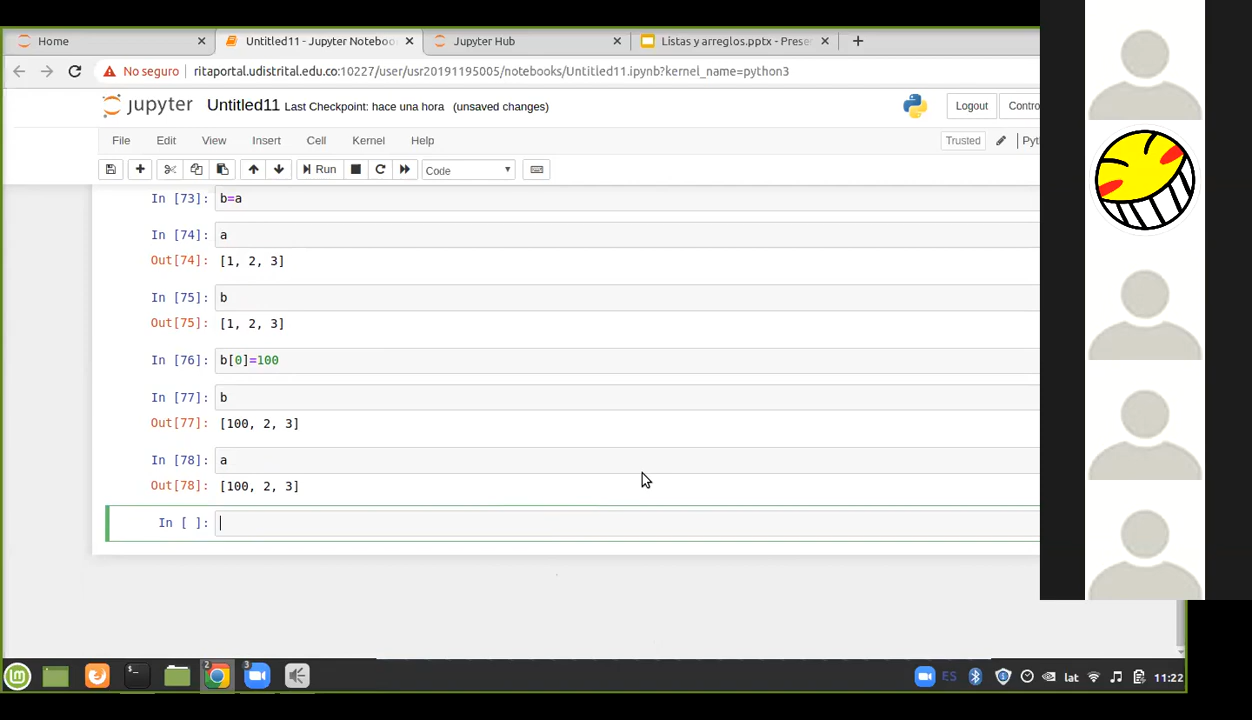 Home
Untitled11 - Jupyter Noteboo
Jupyter Hub
Listas y arreglos.pptx - Prese
No seguro
ritaportal.udistrital.edu.co:10227/user/usr20191195005/notebooks/Untitled11.ipynb?kernel_name=python3
jupyter Untitled11 Last Checkpoint: hace una hora (unsaved changes)
Logout
Contro
File Edit View Insert Cell Kernel Help
Trusted
Pyt
Run
Code
In [73]: b=a
In [74]: a
Out[74]: [1, 2, 3]
In [75]: b
Out[75]: [1, 2, 3]
In [76]: b[0]=100
In [77]: b
Out[77]: [100, 2, 3]
In [78]: a
Out[78]: [100, 2, 3]
In [ ]:
2
3
ES
lat
11:22